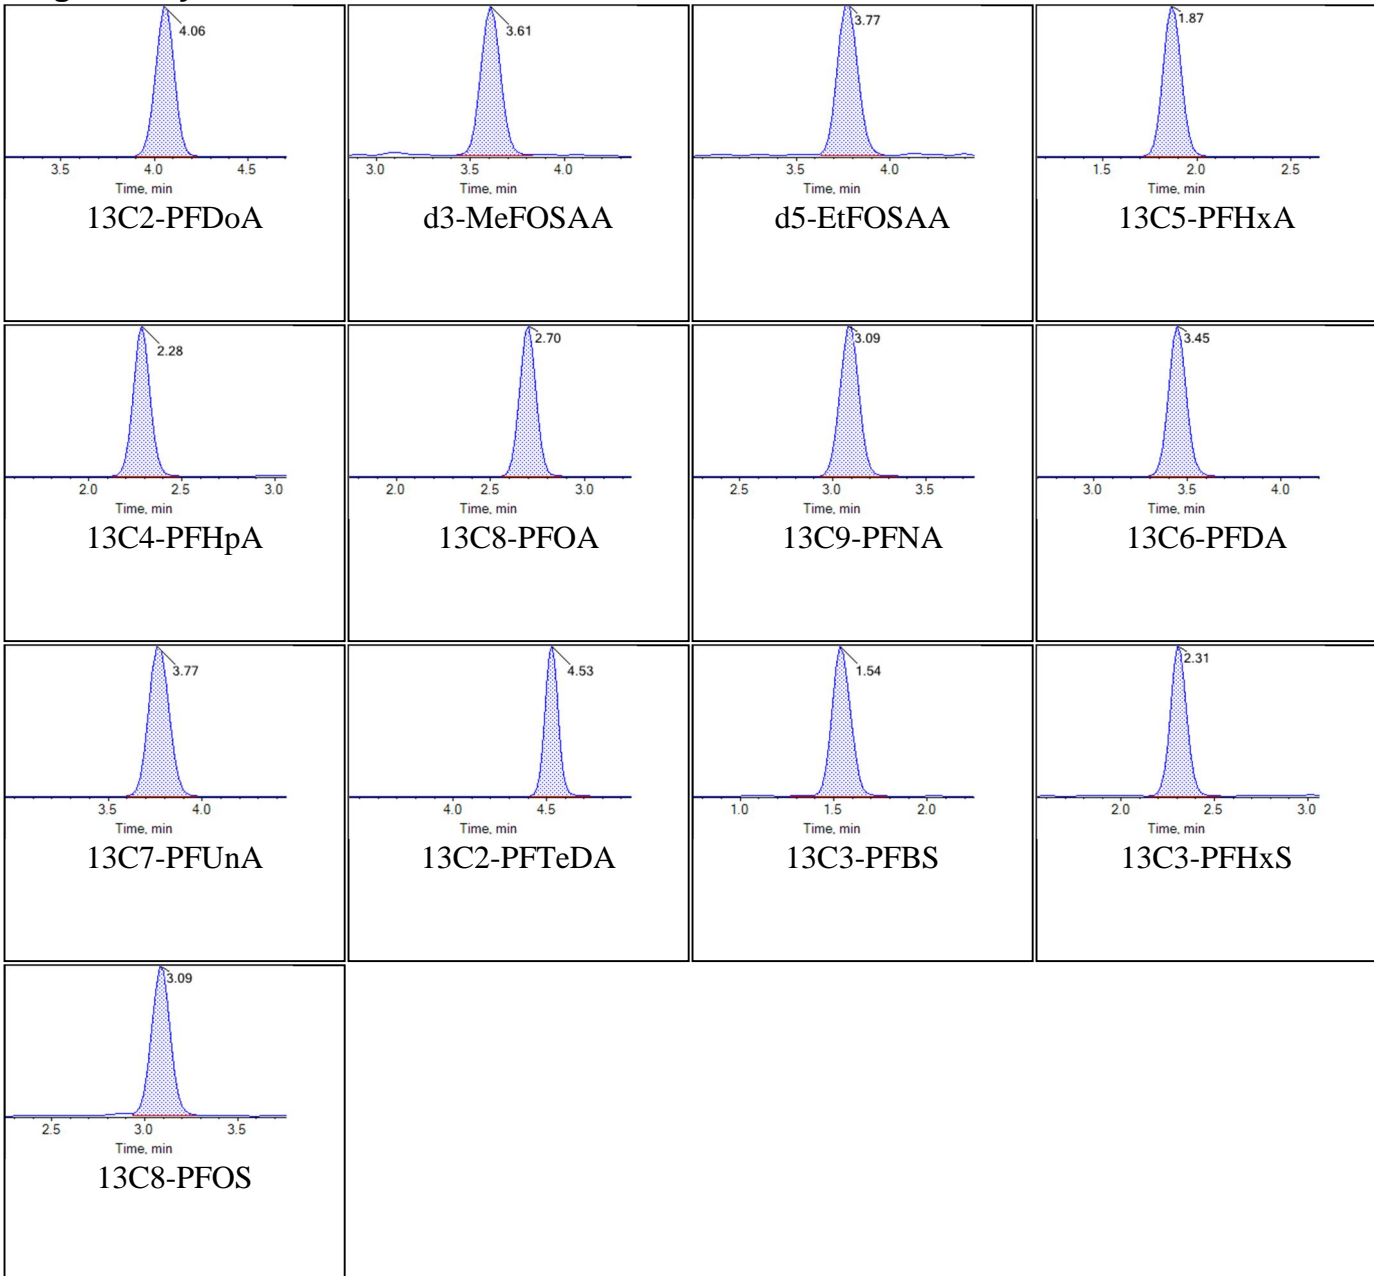 4.06
3.5 4.0 4.5
Time, min
13C2-PFDoA
3.61
3.0 3.5 4.0
Time, min
d3-MeFOSAA
3.77
3.5 4.0
Time, min
d5-EtFOSAA
1.87
1.5 2.0 2.5
Time, min
13C5-PFHxA
2.28
2.0 2.5 3.0
Time, min
13C4-PFHpA
2.70
2.0 2.5 3.0
Time, min
13C8-PFOA
3.09
2.5 3.0 3.5
Time, min
13C9-PFNA
3.45
3.0 3.5 4.0
Time, min
13C6-PFDA
3.77
3.5 4.0
Time, min
13C7-PFUnA
4.53
4.0 4.5
Time, min
13C2-PFTeDA
1.54
1.0 1.5 2.0
Time, min
13C3-PFBS
2.31
2.0 2.5 3.0
Time, min
13C3-PFHxS
3.09
2.5 3.0 3.5
Time, min
13C8-PFOS